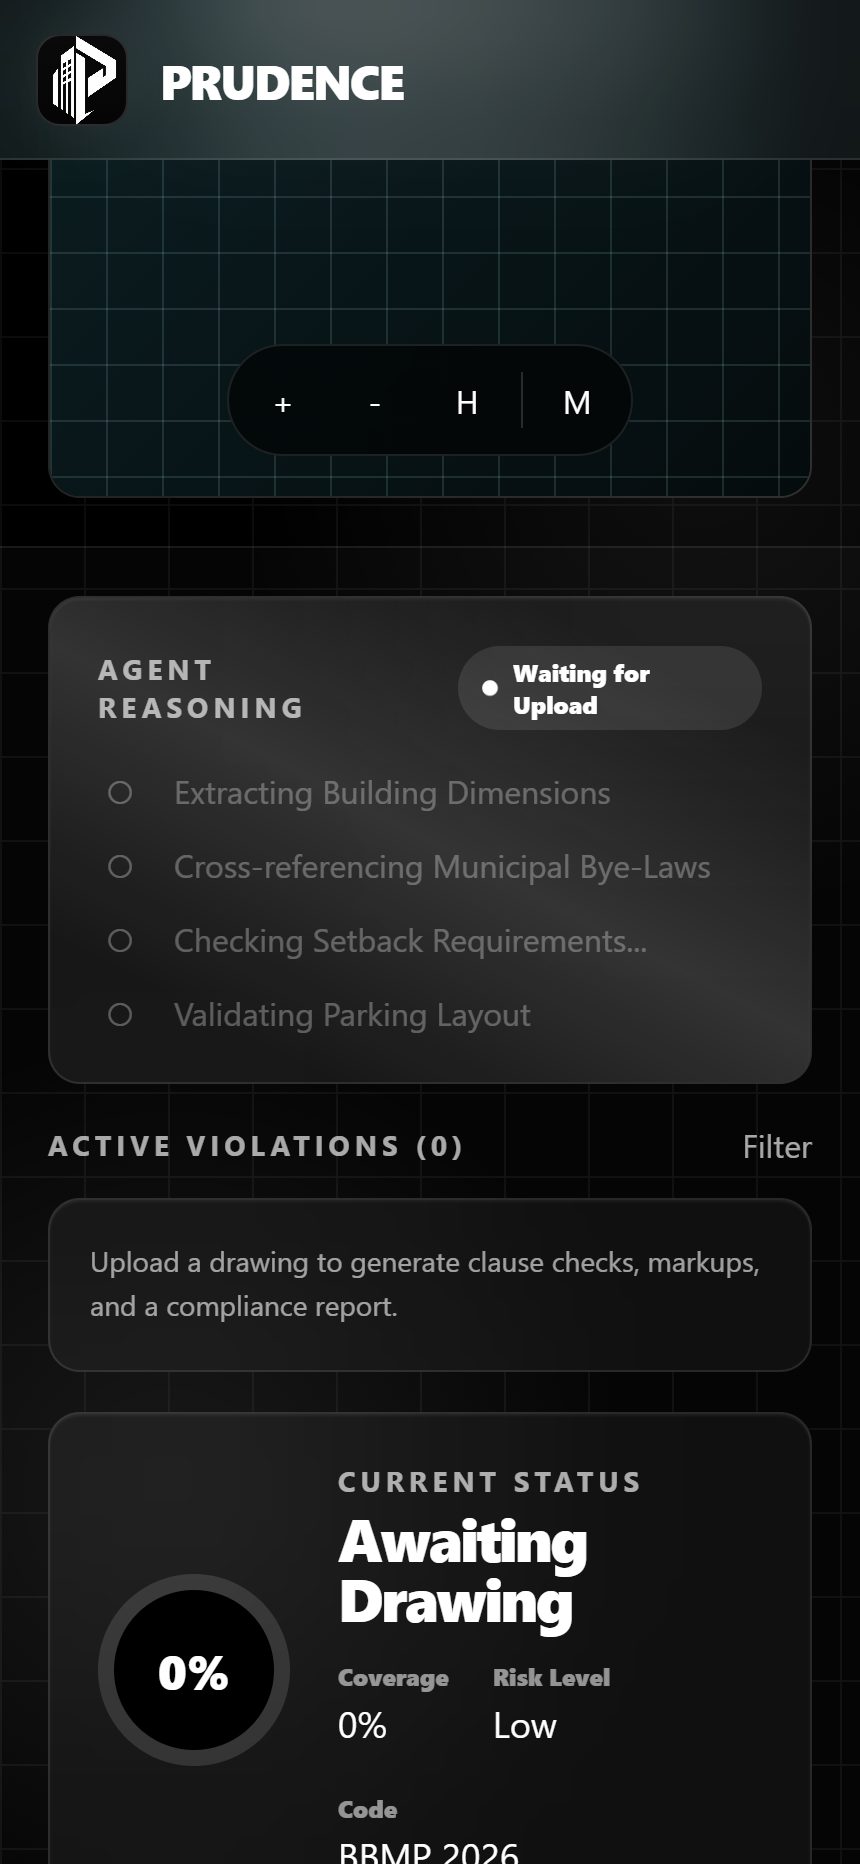 PRUDENCE
+ - H M
AGENT
REASONING
Waiting for
Upload
Extracting Building Dimensions
Cross-referencing Municipal Bye-Laws
Checking Setback Requirements...
Validating Parking Layout
ACTIVE VIOLATIONS (0)
Filter
Upload a drawing to generate clause checks, markups,
and a compliance report.
CURRENT STATUS
Awaiting
Drawing
0%
Coverage Risk Level
0% Low
Code
BBMP 2026